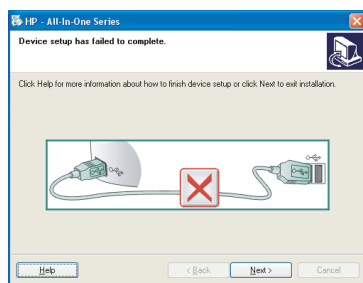 HP - All-In-One Series
Device setup has failed to complete.
Click Help for more information about how to finish device setup or click Next to exit installation.
Help
< Back
Next >
Cancel